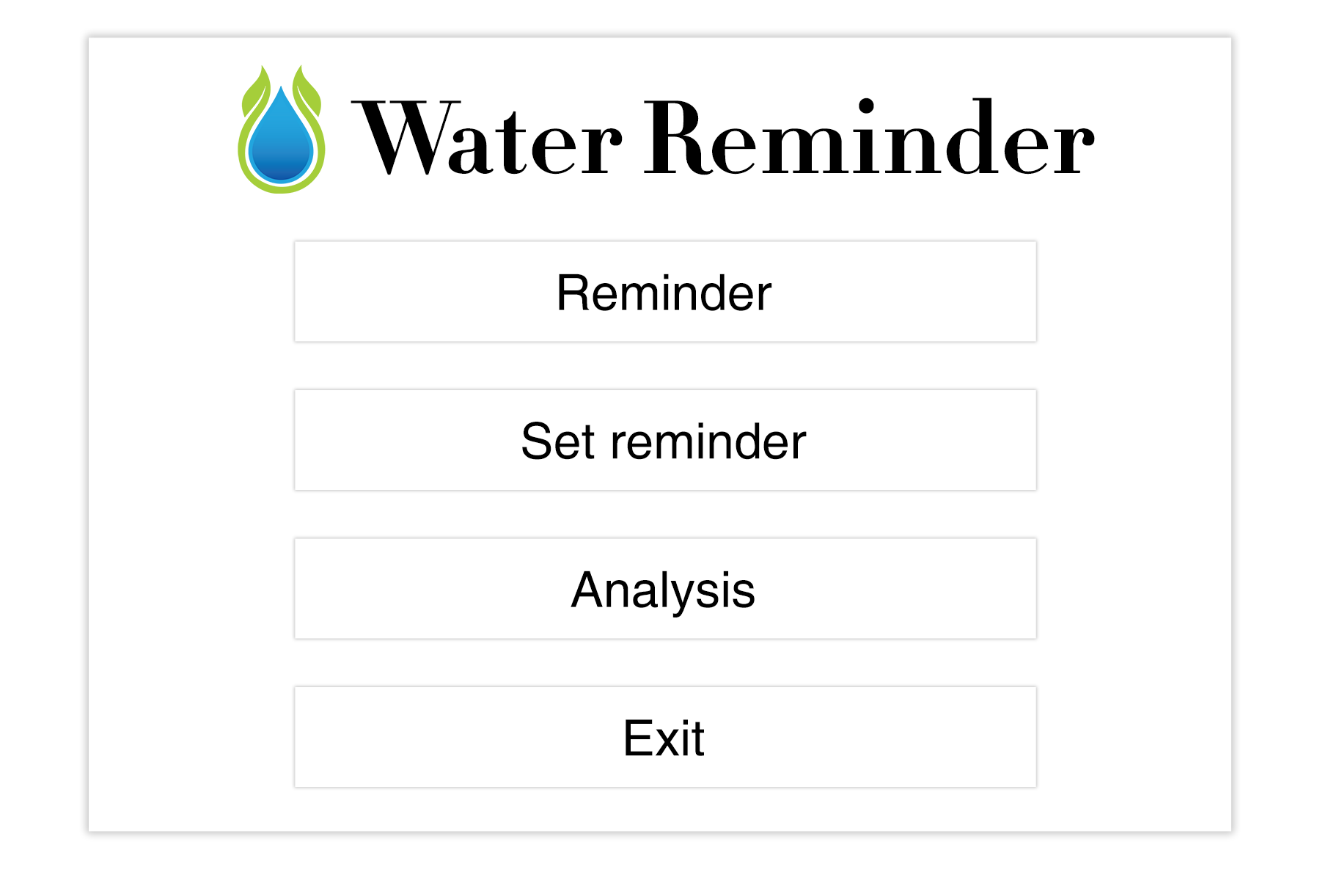 Water Reminder
Reminder
Set reminder
Analysis
Exit